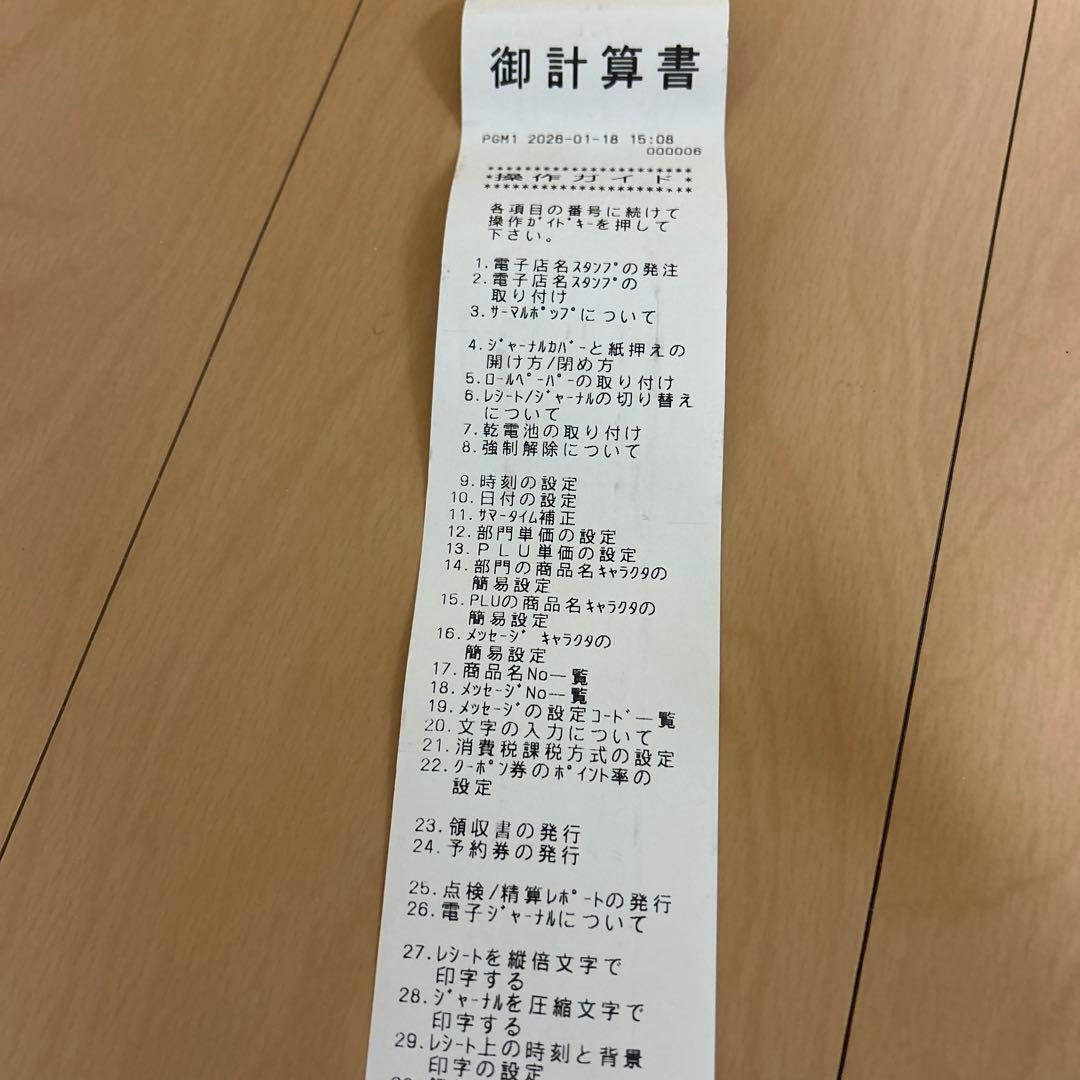 御計算書
PGM1 2026-01-18 15:08
000006
*********************
*操作ガイド*
*********************
各項目の番号に続けて
操作ｶﾞｲﾄﾞｷｰを押して
下さい。
1.電子店名ｽﾀﾝﾌﾟの発注
2.電子店名ｽﾀﾝﾌﾟの
取り付け
3.ｻｰﾏﾙﾎﾟｯﾌﾟについて
4.ｼﾞｬｰﾅﾙｶﾊﾞｰと紙押えの
開け方/閉め方
5.ﾛｰﾙﾍﾟｰﾊﾟｰの取り付け
6.ﾚｼｰﾄ/ｼﾞｬｰﾅﾙの切り替え
について
7.乾電池の取り付け
8.強制解除について
9.時刻の設定
10.日付の設定
11.ｻﾏｰﾀｲﾑ補正
12.部門単価の設定
13.ＰＬＵ単価の設定
14.部門の商品名ｷｬﾗｸﾀの
簡易設定
15.PLUの商品名ｷｬﾗｸﾀの
簡易設定
16.ﾒｯｾｰｼﾞ ｷｬﾗｸﾀの
簡易設定
17.商品名No一覧
18.ﾒｯｾｰｼﾞNo一覧
19.ﾒｯｾｰｼﾞの設定ｺｰﾄﾞ一覧
20.文字の入力について
21.消費税課税方式の設定
22.ｸｰﾎﾟﾝ券のﾎﾟｲﾝﾄ率の
設定
23.領収書の発行
24.予約券の発行
25.点検/精算ﾚﾎﾟｰﾄの発行
26.電子ｼﾞｬｰﾅﾙについて
27.ﾚｼｰﾄを縦倍文字で
印字する
28.ｼﾞｬｰﾅﾙを圧縮文字で
印字する
29.ﾚｼｰﾄ上の時刻と背景
印字の設定